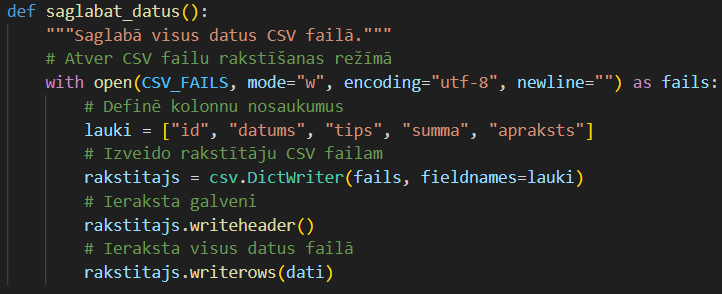 def saglabat_datus():
    """Saglabā visus datus CSV failā."""
    # Atver CSV failu rakstīšanas režīmā
    with open(CSV_FAILS, mode="w", encoding="utf-8", newline="") as fails:
        # Definē kolonnu nosaukumus
        lauki = ["id", "datums", "tips", "summa", "apraksts"]
        # Izveido rakstītāju CSV failam
        rakstitajs = csv.DictWriter(fails, fieldnames=lauki)
        # Ieraksta galveni
        rakstitajs.writeheader()
        # Ieraksta visus datus failā
        rakstitajs.writerows(dati)